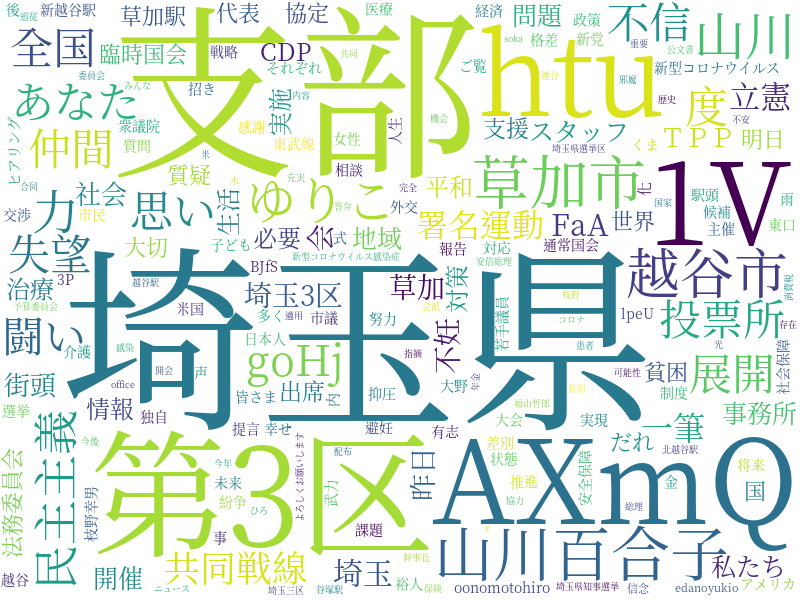 後
追従
新越谷駅
草加駅
代表
協定
医療
経済
政策
問題
不信
山川
全国
委員会
臨時国会
戦略
CDP
共同
格差
新党
soka
重要
公文書
それぞれ
みんな
招き
ご覧
連合
新型コロナウイルス
支部
htu
あなた
衆議院
実施
内容
邪魔
歴史
度
立憲
ヒアリング
仲間
質問
感謝
女性
人生
機会
支援スタッフ
不安
TPP
明日
米
東武線
埼玉県選挙区
くま
合同
水
質疑
相談
充実
完全
草加市
1V
化
国家
雨
交渉
社会
市民
力
思い
生活
ゆりこ
平和
答弁
外交
署名運動
FaA
世界
駅頭
候補
主催
東口
失望
大切
子ども
必要
会
式
地域
報告
対応
通常国会
安倍総理
BJfS
新型コロナウイルス感染症
越谷駅
3P
治療
予算委員会
米国
埼玉3区
草加
対策
不妊
会派
枝野
若手議員
越谷市
消費税
埼玉県
多く
適用
市議
努力
lpeU
コロナ
投票所
存在
闘い
介護
感染
日本人
goHj
指摘
患者
光
街頭
office
開会
声
皆さま
出席
内
抑圧
大野
年金
負担
可能性
貧困
展開
社会保障
選挙
情報
独自
提言
幸せ
避妊
有志
大会
福山哲郎
実現
制度
事務所
民主主義
今後
第3区
今年
配布
よろしくお願いします
昨日
差別
一筆
だれ
北越谷駅
AXmQ
法務委員会
枝野幸男
未来
紛争
ひろ
武力
状態
推進
協力
安全保障
金
将来
国
事
課題
総理
越谷
開催
共同戦線
埼玉
幹事長
山川百合子
私たち
ニュース
埼玉三区
谷塚駅
裕人
保険
oonomotohiro
埼玉県知事選挙
信念
edanoyukio
アメリカ